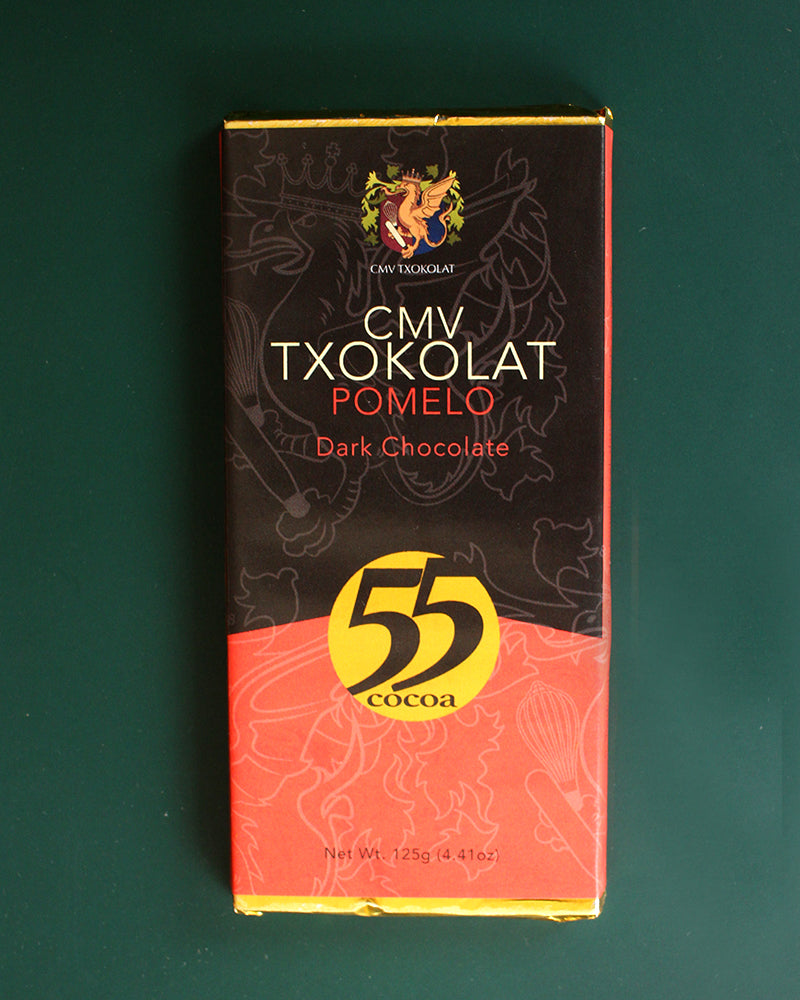 CMV TXOKOLAT
CMV
TXOKOLAT
POMELO
Dark Chocolate
55
cocoa
Net Wt. 125g (4.41oz)